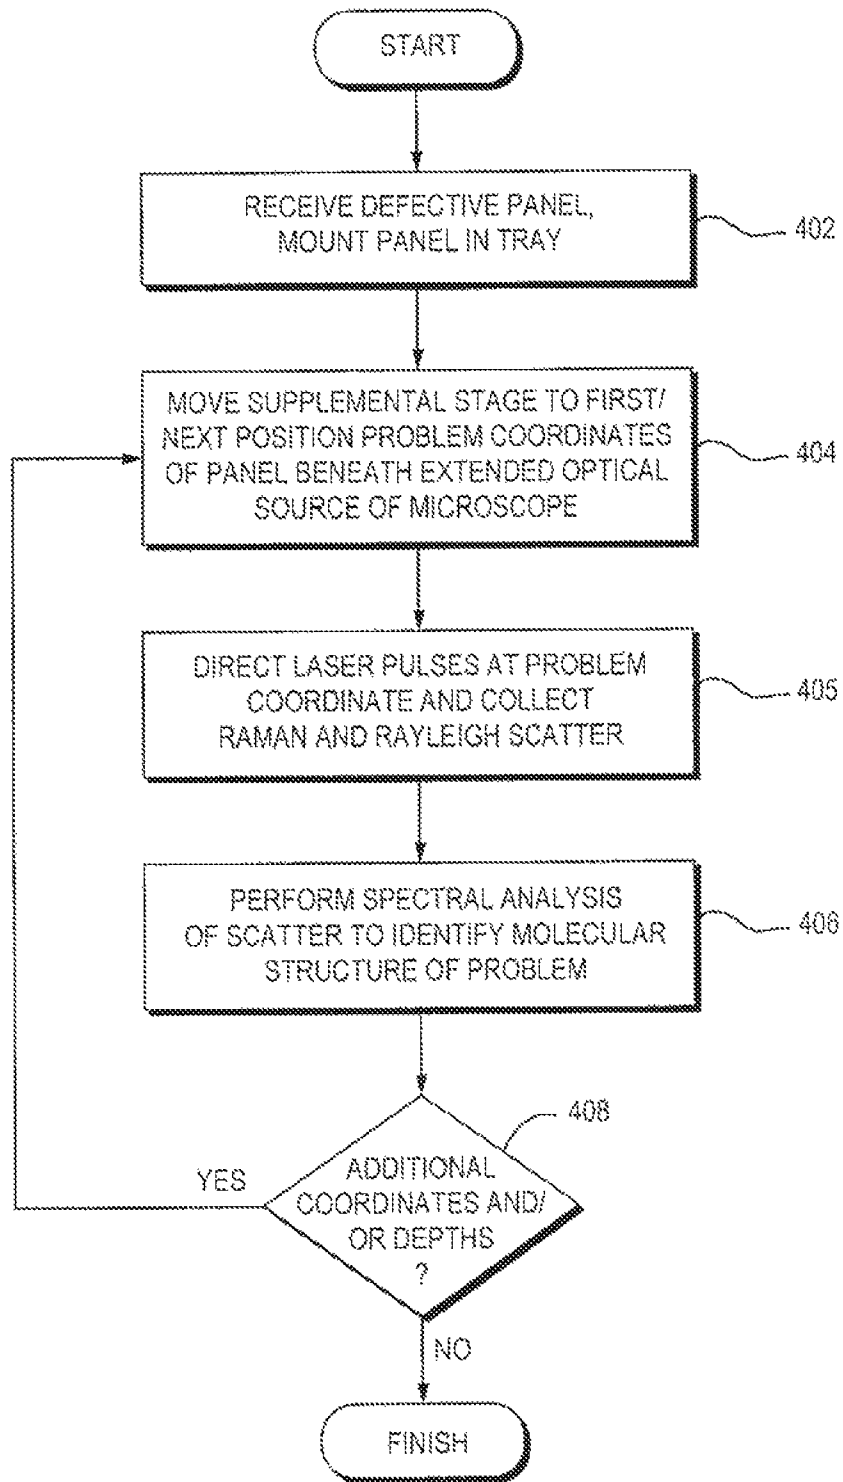 START
RECEIVE DEFECTIVE PANEL,
MOUNT PANEL IN TRAY
402
MOVE SUPPLEMENTAL STAGE TO FIRST/
NEXT POSITION PROBLEM COORDINATES
OF PANEL BENEATH EXTENDED OPTICAL
SOURCE OF MICROSCOPE
404
DIRECT LASER PULSES AT PROBLEM
COORDINATE AND COLLECT
RAMAN AND RAYLEIGH SCATTER
405
PERFORM SPECTRAL ANALYSIS
OF SCATTER TO IDENTIFY MOLECULAR
STRUCTURE OF PROBLEM
406
408
YES
ADDITIONAL
COORDINATES AND/
OR DEPTHS
?
NO
FINISH